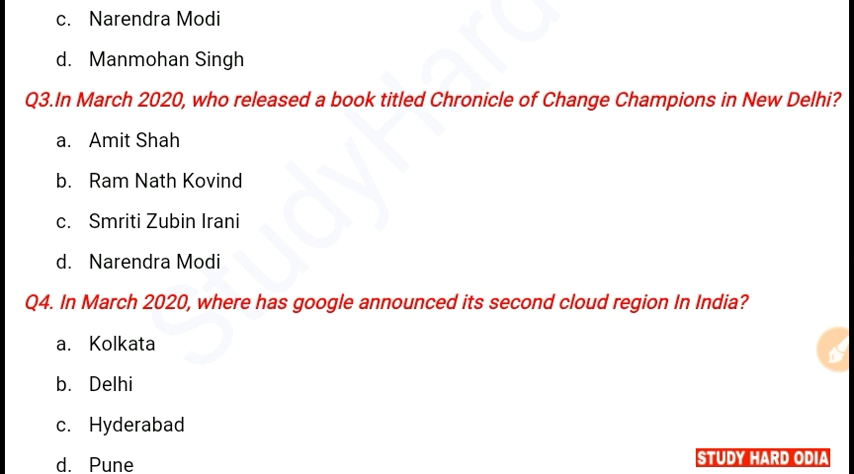 c. Narendra Modi
d. Manmohan Singh
Q3.In March 2020, who released a book titled Chronicle of Change Champions in New Delhi?
a. Amit Shah
b. Ram Nath Kovind
c. Smriti Zubin Irani
d. Narendra Modi
Q4. In March 2020, where has google announced its second cloud region In India?
a. Kolkata
b. Delhi
c. Hyderabad
d. Pune
STUDY HARD ODIA
StudyHard